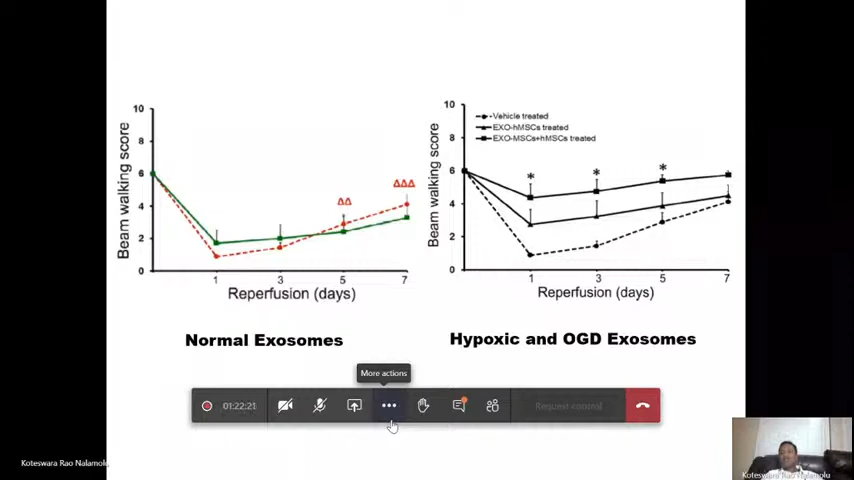 10
8
6
4
2
0
Beam walking score
ΔΔ
ΔΔΔ
1 3 5 7
Reperfusion (days)
Normal Exosomes
10
8
6
4
2
0
Beam walking score
Vehicle treated
EXO-hMSCs treated
EXO-MSCs+hMSCs treated
* * * *
1 3 5 7
Reperfusion (days)
Hypoxic and OGD Exosomes
More actions
01:22:21
Request control
Koteswara Rao Nalamolu
Koteswara Rao Nalamolu